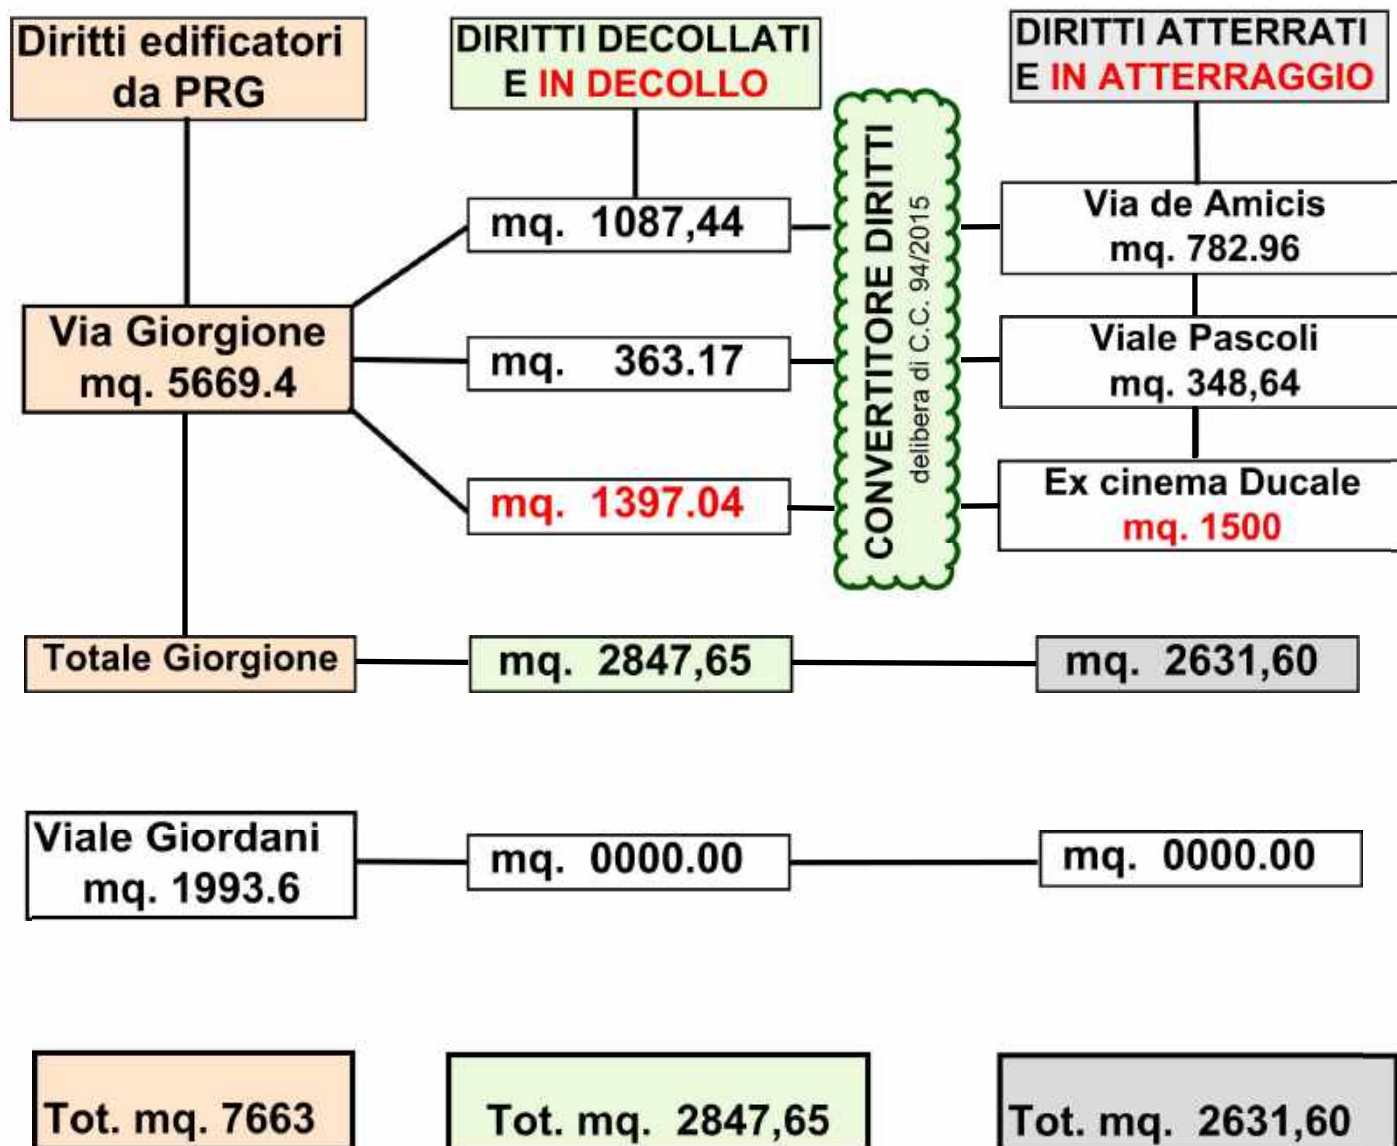 Diritti edificatori
da PRG
DIRITTI DECOLLATI
E IN DECOLLO
DIRITTI ATTERRATI
E IN ATTERRAGGIO
CONVERTITORE DIRITTI
delibera di C.C. 94/2015
Via Giorgione
mq. 5669.4
mq. 1087,44
Via de Amicis
mq. 782.96
mq. 363.17
Viale Pascoli
mq. 348,64
mq. 1397.04
Ex cinema Ducale
mq. 1500
Totale Giorgione
mq. 2847,65
mq. 2631,60
Viale Giordani
mq. 1993.6
mq. 0000.00
mq. 0000.00
Tot. mq. 7663
Tot. mq. 2847,65
Tot. mq. 2631,60